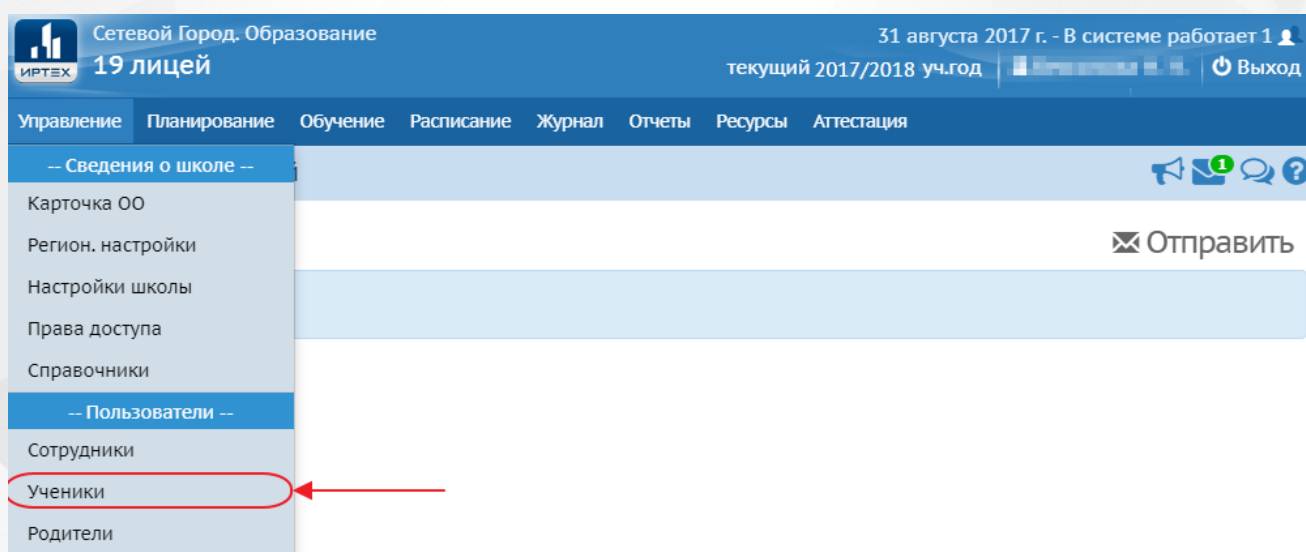 Сетевой Город. Образование
31 августа 2017 г. - В системе работает 1
ИРТЕХ
19 лицей
текущий 2017/2018 уч.год
Выход
Управление Планирование Обучение Расписание Журнал Отчеты Ресурсы Аттестация
-- Сведения о школе --
1
?
Карточка ОО
Регион. настройки
Отправить
Настройки школы
Права доступа
Справочники
-- Пользователи --
Сотрудники
Ученики
Родители